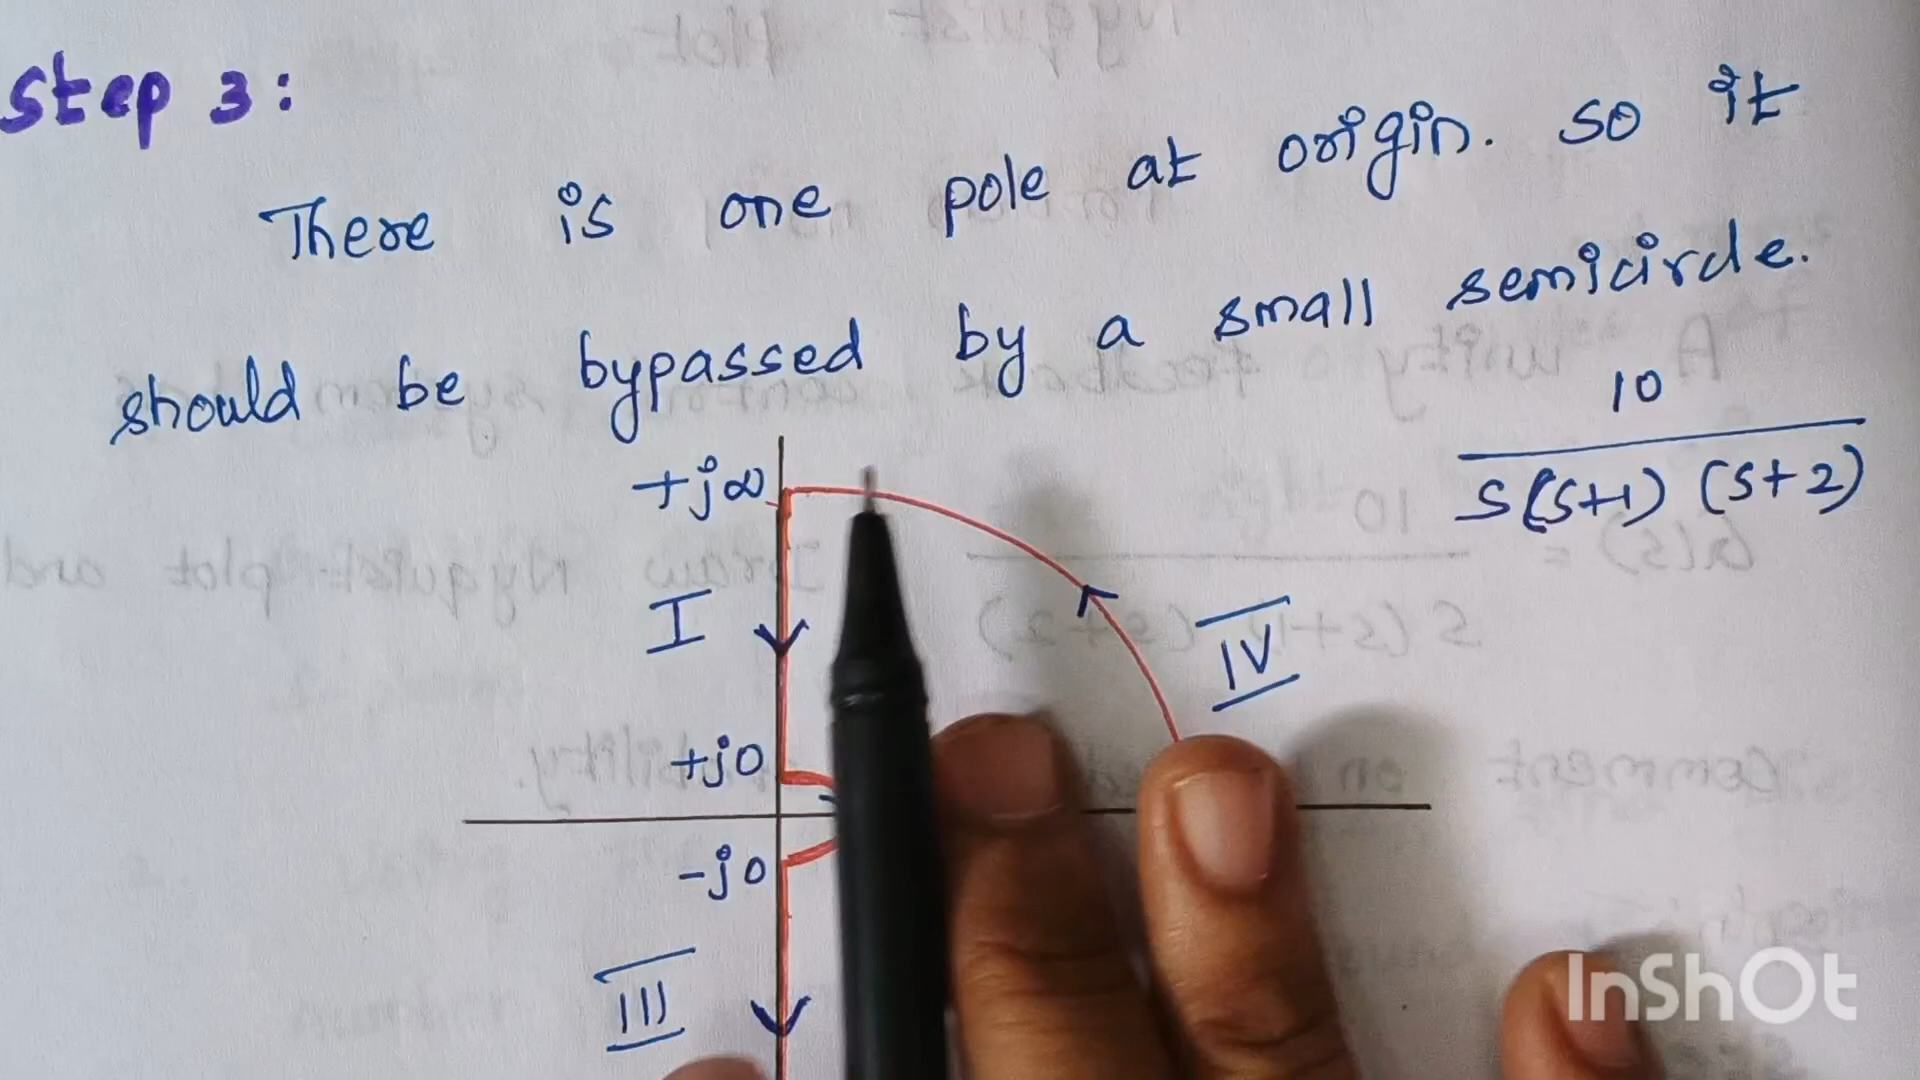 Step 3:
There is one pole at origin. So it
should be bypassed by a small semicircle.
10
S(S+1) (S+2)
+j∞
I
IV
+j0
-j0
III
InShOt